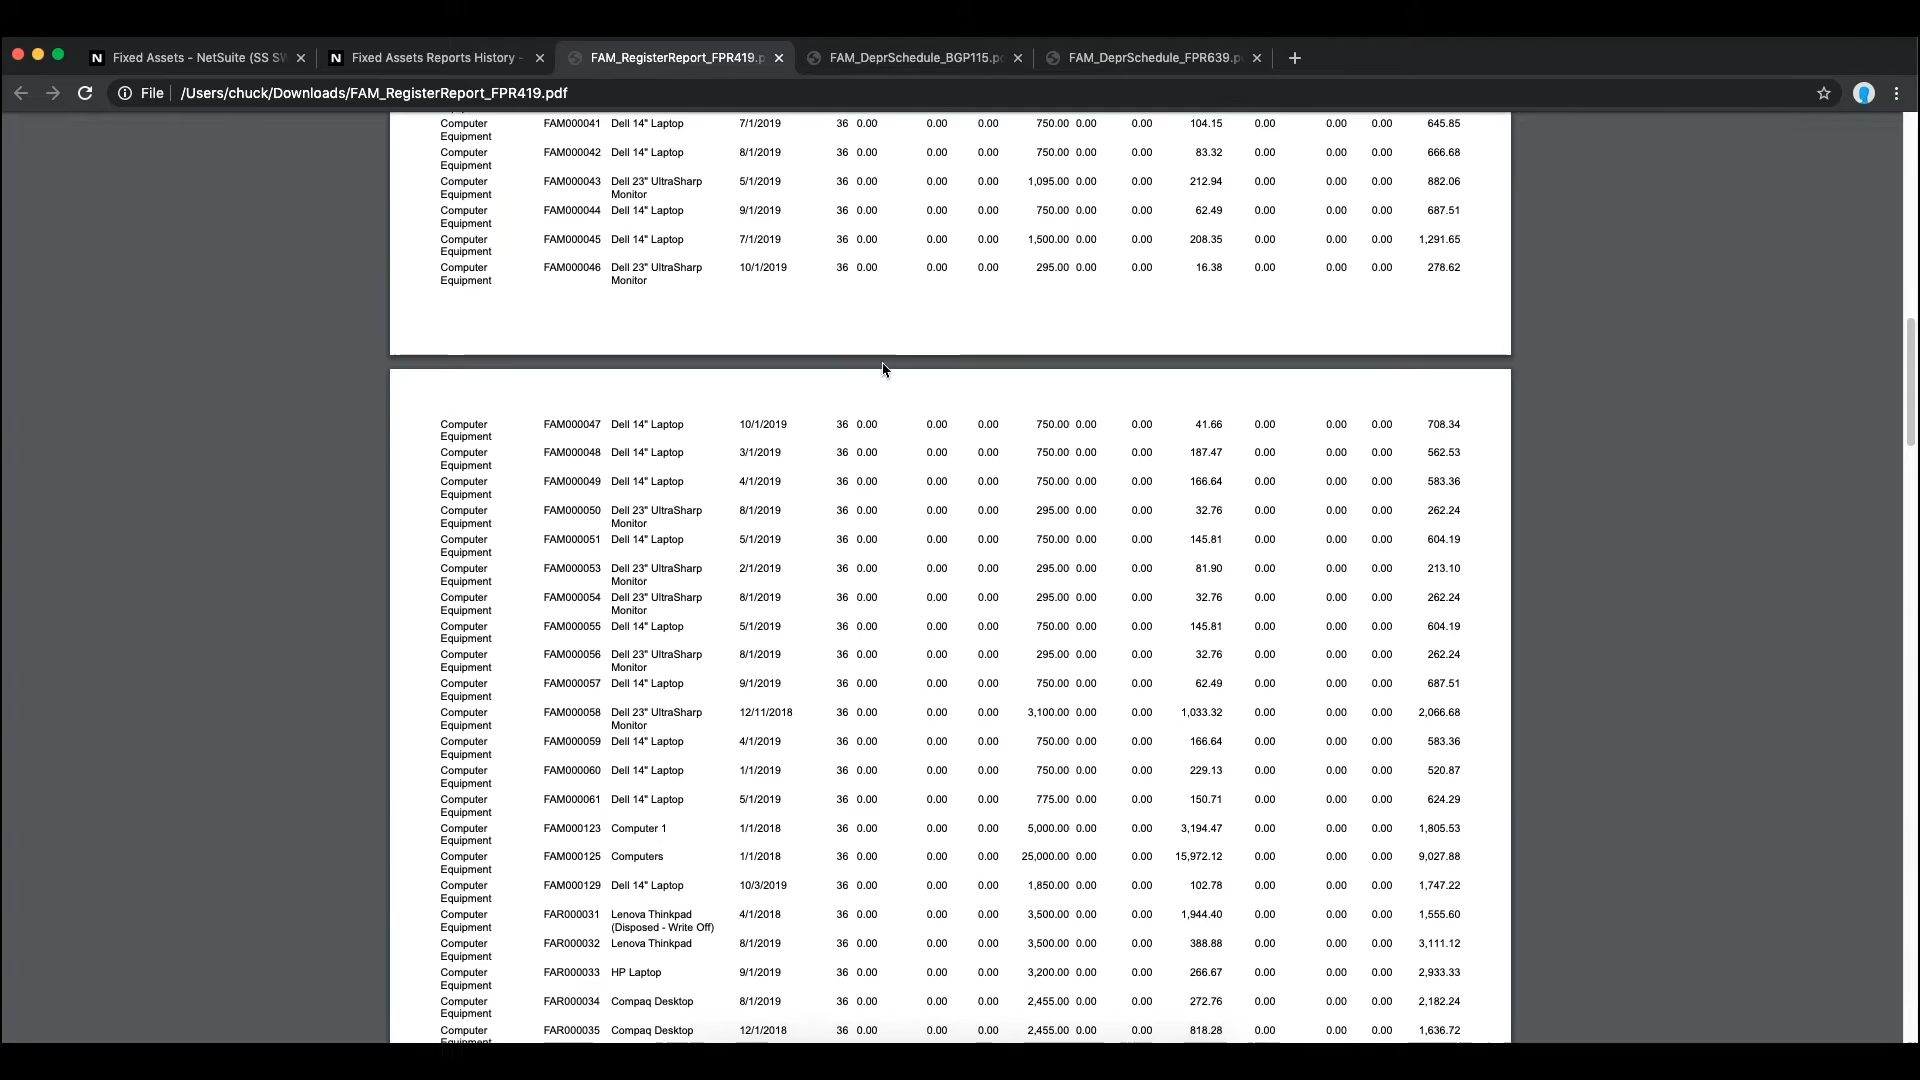 Fixed Assets - NetSuite (SS SW
Fixed Assets Reports History -
FAM_RegisterReport_FPR419.p
FAM_DeprSchedule_BGP115.pd
FAM_DeprSchedule_FPR639.p
File /Users/chuck/Downloads/FAM_RegisterReport_FPR419.pdf
Computer Equipment FAM000041 Dell 14" Laptop 7/1/2019 36 0.00 0.00 0.00 750.00 0.00 0.00 104.15 0.00 0.00 0.00 645.85
Computer Equipment FAM000042 Dell 14" Laptop 8/1/2019 36 0.00 0.00 0.00 750.00 0.00 0.00 83.32 0.00 0.00 0.00 666.68
Computer Equipment FAM000043 Dell 23" UltraSharp Monitor 5/1/2019 36 0.00 0.00 0.00 1,095.00 0.00 0.00 212.94 0.00 0.00 0.00 882.06
Computer Equipment FAM000044 Dell 14" Laptop 9/1/2019 36 0.00 0.00 0.00 750.00 0.00 0.00 62.49 0.00 0.00 0.00 687.51
Computer Equipment FAM000045 Dell 14" Laptop 7/1/2019 36 0.00 0.00 0.00 1,500.00 0.00 0.00 208.35 0.00 0.00 0.00 1,291.65
Computer Equipment FAM000046 Dell 23" UltraSharp Monitor 10/1/2019 36 0.00 0.00 0.00 295.00 0.00 0.00 16.38 0.00 0.00 0.00 278.62
Computer Equipment FAM000047 Dell 14" Laptop 10/1/2019 36 0.00 0.00 0.00 750.00 0.00 0.00 41.66 0.00 0.00 0.00 708.34
Computer Equipment FAM000048 Dell 14" Laptop 3/1/2019 36 0.00 0.00 0.00 750.00 0.00 0.00 187.47 0.00 0.00 0.00 562.53
Computer Equipment FAM000049 Dell 14" Laptop 4/1/2019 36 0.00 0.00 0.00 750.00 0.00 0.00 166.64 0.00 0.00 0.00 583.36
Computer Equipment FAM000050 Dell 23" UltraSharp Monitor 8/1/2019 36 0.00 0.00 0.00 295.00 0.00 0.00 32.76 0.00 0.00 0.00 262.24
Computer Equipment FAM000051 Dell 14" Laptop 5/1/2019 36 0.00 0.00 0.00 750.00 0.00 0.00 145.81 0.00 0.00 0.00 604.19
Computer Equipment FAM000053 Dell 23" UltraSharp Monitor 2/1/2019 36 0.00 0.00 0.00 295.00 0.00 0.00 81.90 0.00 0.00 0.00 213.10
Computer Equipment FAM000054 Dell 23" UltraSharp Monitor 8/1/2019 36 0.00 0.00 0.00 295.00 0.00 0.00 32.76 0.00 0.00 0.00 262.24
Computer Equipment FAM000055 Dell 14" Laptop 5/1/2019 36 0.00 0.00 0.00 750.00 0.00 0.00 145.81 0.00 0.00 0.00 604.19
Computer Equipment FAM000056 Dell 23" UltraSharp Monitor 8/1/2019 36 0.00 0.00 0.00 295.00 0.00 0.00 32.76 0.00 0.00 0.00 262.24
Computer Equipment FAM000057 Dell 14" Laptop 9/1/2019 36 0.00 0.00 0.00 750.00 0.00 0.00 62.49 0.00 0.00 0.00 687.51
Computer Equipment FAM000058 Dell 23" UltraSharp Monitor 12/11/2018 36 0.00 0.00 0.00 3,100.00 0.00 0.00 1,033.32 0.00 0.00 0.00 2,066.68
Computer Equipment FAM000059 Dell 14" Laptop 4/1/2019 36 0.00 0.00 0.00 750.00 0.00 0.00 166.64 0.00 0.00 0.00 583.36
Computer Equipment FAM000060 Dell 14" Laptop 1/1/2019 36 0.00 0.00 0.00 750.00 0.00 0.00 229.13 0.00 0.00 0.00 520.87
Computer Equipment FAM000061 Dell 14" Laptop 5/1/2019 36 0.00 0.00 0.00 775.00 0.00 0.00 150.71 0.00 0.00 0.00 624.29
Computer Equipment FAM000123 Computer 1 1/1/2018 36 0.00 0.00 0.00 5,000.00 0.00 0.00 3,194.47 0.00 0.00 0.00 1,805.53
Computer Equipment FAM000125 Computers 1/1/2018 36 0.00 0.00 0.00 25,000.00 0.00 0.00 15,972.12 0.00 0.00 0.00 9,027.88
Computer Equipment FAM000129 Dell 14" Laptop 10/3/2019 36 0.00 0.00 0.00 1,850.00 0.00 0.00 102.78 0.00 0.00 0.00 1,747.22
Computer Equipment FAR000031 Lenova Thinkpad (Disposed - Write Off) 4/1/2018 36 0.00 0.00 0.00 3,500.00 0.00 0.00 1,944.40 0.00 0.00 0.00 1,555.60
Computer Equipment FAR000032 Lenova Thinkpad 8/1/2019 36 0.00 0.00 0.00 3,500.00 0.00 0.00 388.88 0.00 0.00 0.00 3,111.12
Computer Equipment FAR000033 HP Laptop 9/1/2019 36 0.00 0.00 0.00 3,200.00 0.00 0.00 266.67 0.00 0.00 0.00 2,933.33
Computer Equipment FAR000034 Compaq Desktop 8/1/2019 36 0.00 0.00 0.00 2,455.00 0.00 0.00 272.76 0.00 0.00 0.00 2,182.24
Computer Equipment FAR000035 Compaq Desktop 12/1/2018 36 0.00 0.00 0.00 2,455.00 0.00 0.00 818.28 0.00 0.00 0.00 1,636.72